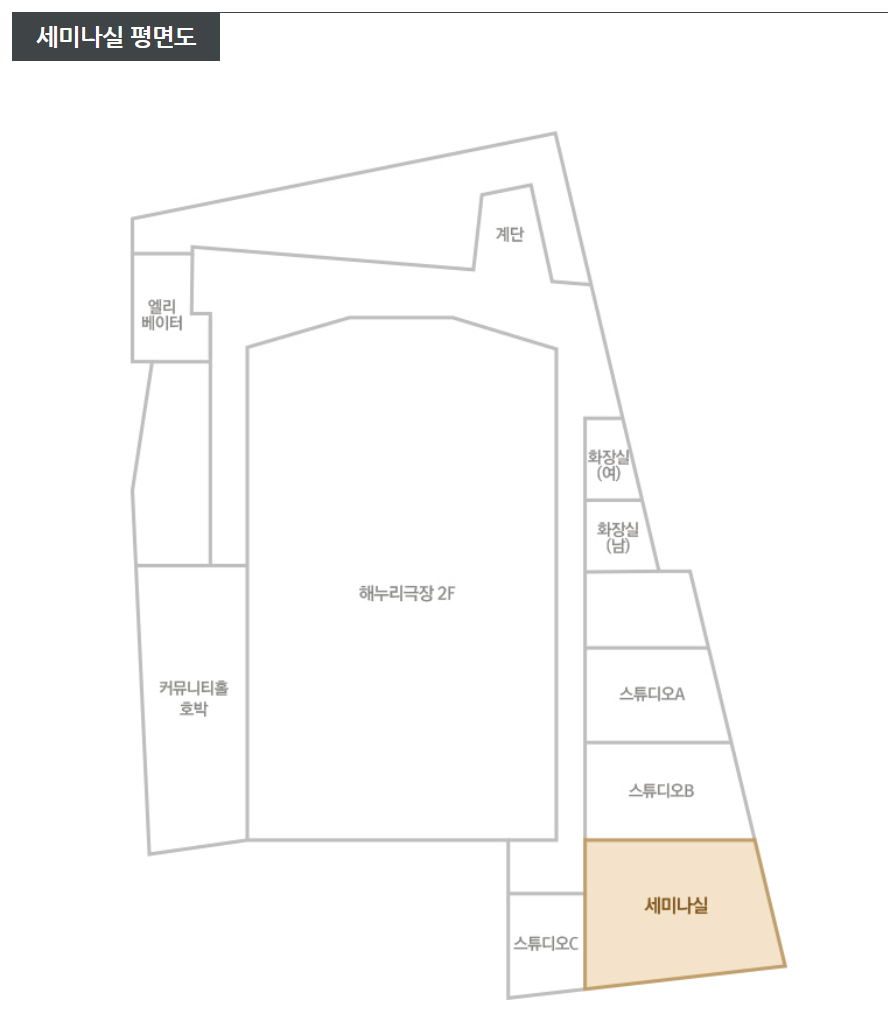 세미나실 평면도
계단
엘리
베이터
화장실
(여)
화장실
(남)
해누리극장 2F
커뮤니티홀
호박
스튜디오A
스튜디오B
세미나실
스튜디오C